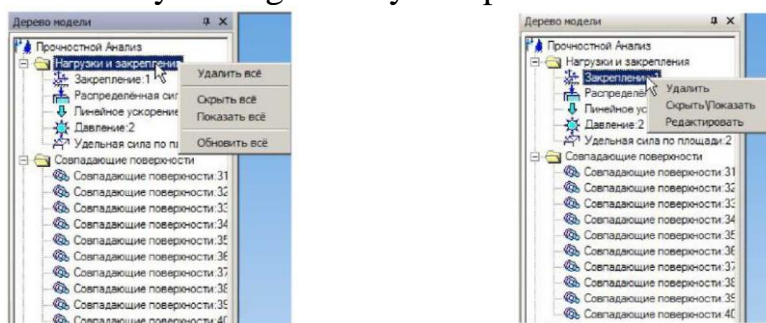 Дерево модели
Прочностной Анализ
Нагрузки и закрепления
Закрепление:1
Распределённая сил
Линейное ускорение
Давление:2
Удельная сила по пл
Совпадающие поверхности
Совпадающие поверхности:31
Совпадающие поверхности:32
Совпадающие поверхности:33
Совпадающие поверхности:34
Совпадающие поверхности:35
Совпадающие поверхности:36
Совпадающие поверхности:37
Совпадающие поверхности:38
Совпадающие поверхности:39
Совпадающие поверхности:40
Удалить всё
Скрыть всё
Показать всё
Обновить всё
Дерево модели
Прочностной Анализ
Нагрузки и закрепления
Закрепление:1
Распределён
Линейное ус
Давление:2
Удельная сила по площади:2
Совпадающие поверхности
Совпадающие поверхности:31
Совпадающие поверхности:32
Совпадающие поверхности:33
Совпадающие поверхности:34
Совпадающие поверхности:35
Совпадающие поверхности:36
Совпадающие поверхности:37
Совпадающие поверхности:38
Совпадающие поверхности:39
Совпадающие поверхности:40
Удалить
Скрыть\Показать
Редактировать